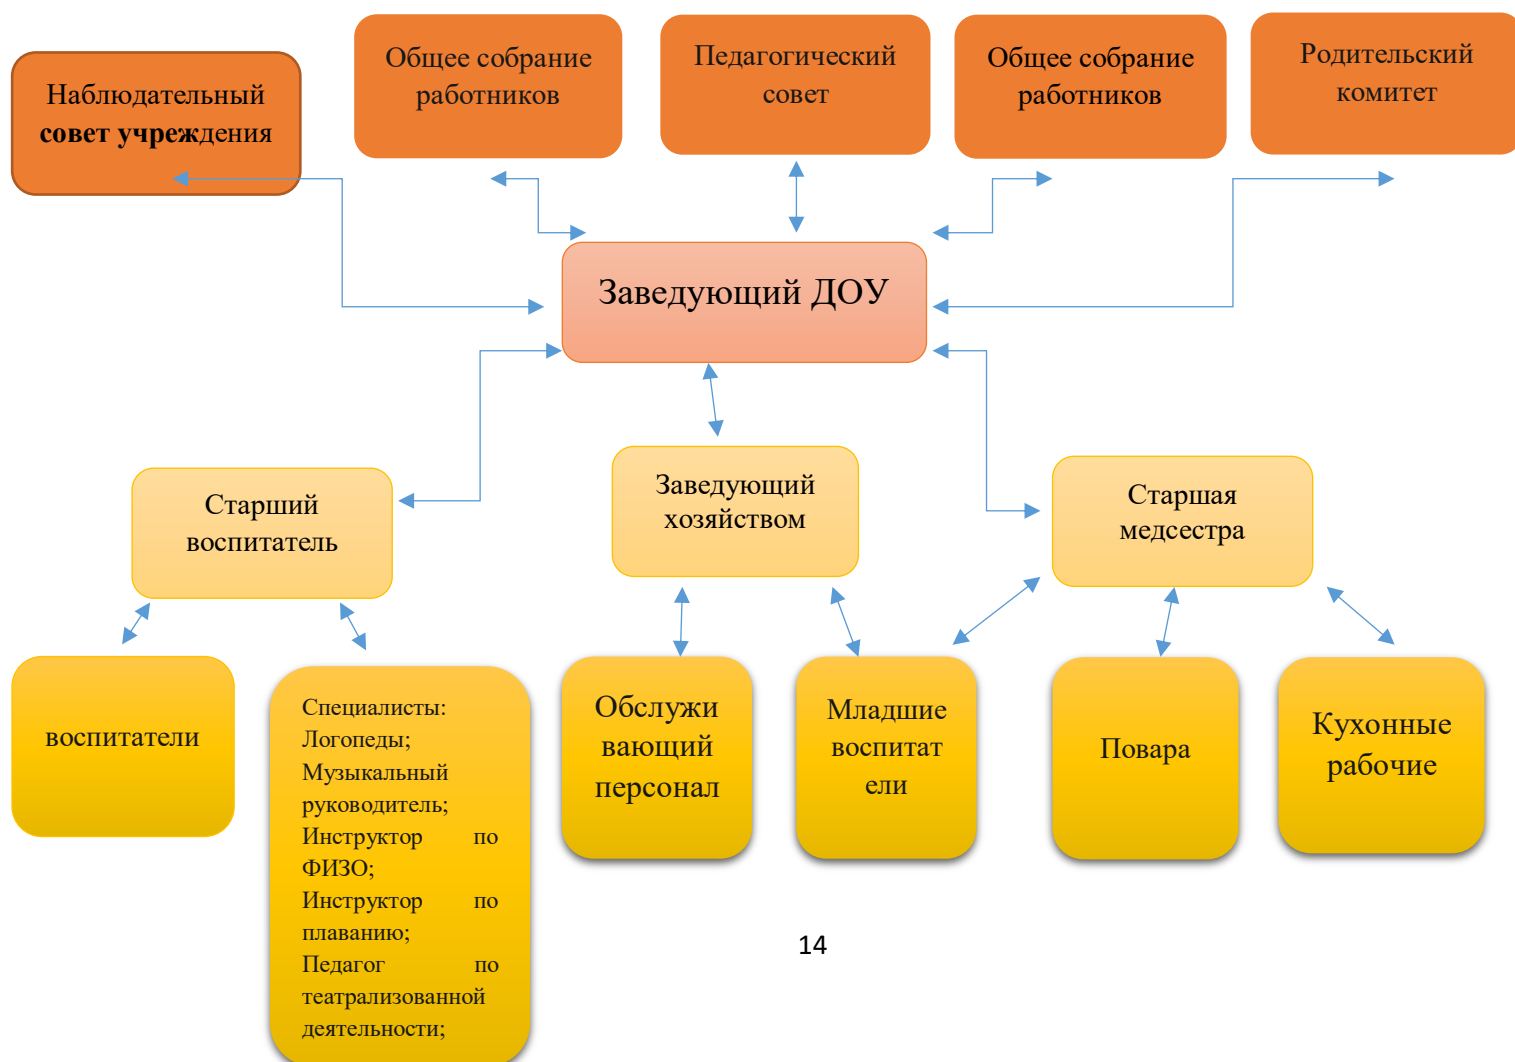 Наблюдательный
совет учреждения
Общее собрание
работников
Педагогический
совет
Общее собрание
работников
Родительский
комитет
Заведующий ДОУ
Старший
воспитатель
Заведующий
хозяйством
Старшая
медсестра
воспитатели
Специалисты:
Логопеды;
Музыкальный
руководитель;
Инструктор по
ФИЗО;
Инструктор по
плаванию;
Педагог по
театрализованной
деятельности;
Обслужи
вающий
персонал
Младшие
воспитат
ели
Повара
Кухонные
рабочие
14